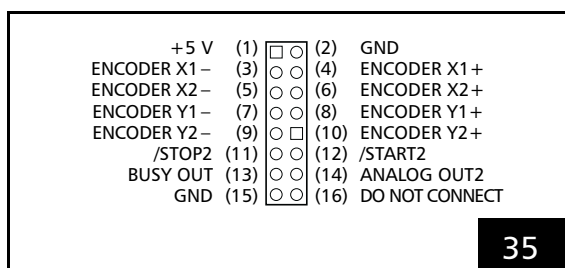 +5 V (1) (2) GND
ENCODER X1− (3) (4) ENCODER X1+
ENCODER X2− (5) (6) ENCODER X2+
ENCODER Y1− (7) (8) ENCODER Y1+
ENCODER Y2− (9) (10) ENCODER Y2+
/STOP2 (11) (12) /START2
BUSY OUT (13) (14) ANALOG OUT2
GND (15) (16) DO NOT CONNECT
35